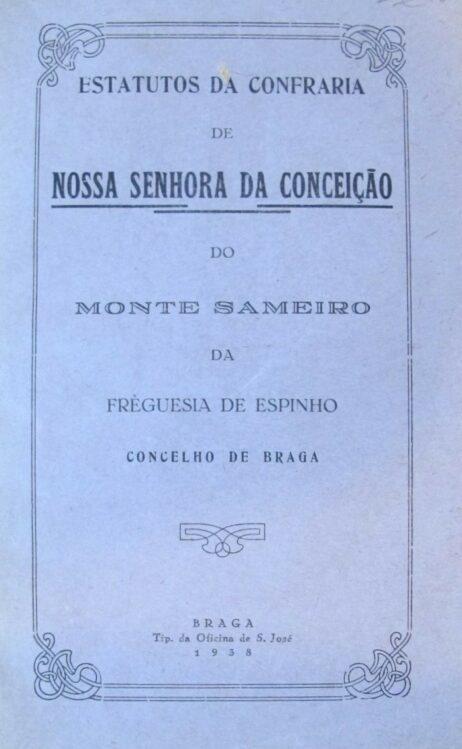 ESTATUTOS DA CONFRARIA
DE
NOSSA SENHORA DA CONCEIÇÃO
DO
MONTE SAMEIRO
DA
FRÈGUESIA DE ESPINHO
CONCELHO DE BRAGA
BRAGA
Tip. da Oficina de S. José
1938